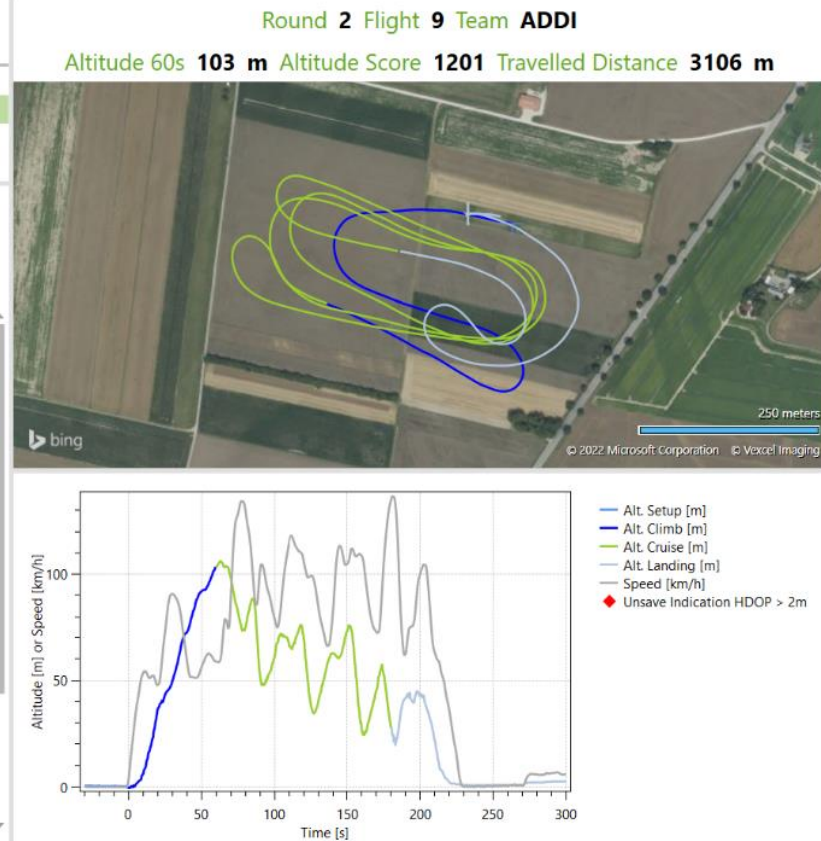 Round 2 Flight 9 Team ADDI
Altitude 60s 103 m Altitude Score 1201 Travelled Distance 3106 m
250 meters
bing
© 2022 Microsoft Corporation © Vexcel Imaging
Altitude [m] or Speed [km/h]
100
50
0
0 50 100 150 200 250 300
Time [s]
Alt. Setup [m]
Alt. Climb [m]
Alt. Cruise [m]
Alt. Landing [m]
Speed [km/h]
Unsave Indication HDOP > 2m